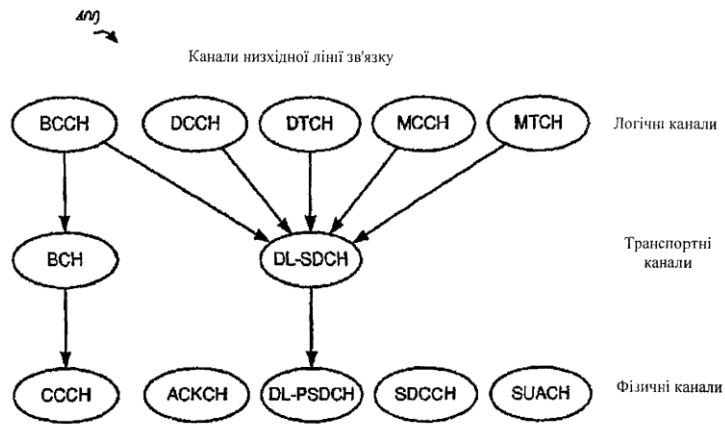 400
Канали низхідної лінії зв'язку
BCCH DCCH DTCH MCCH MTCH Логічні канали
BCH DL-SDCH Транспортні
канали
CCCH ACKCH DL-PSDCH SDCCH SUACH Фізичні канали